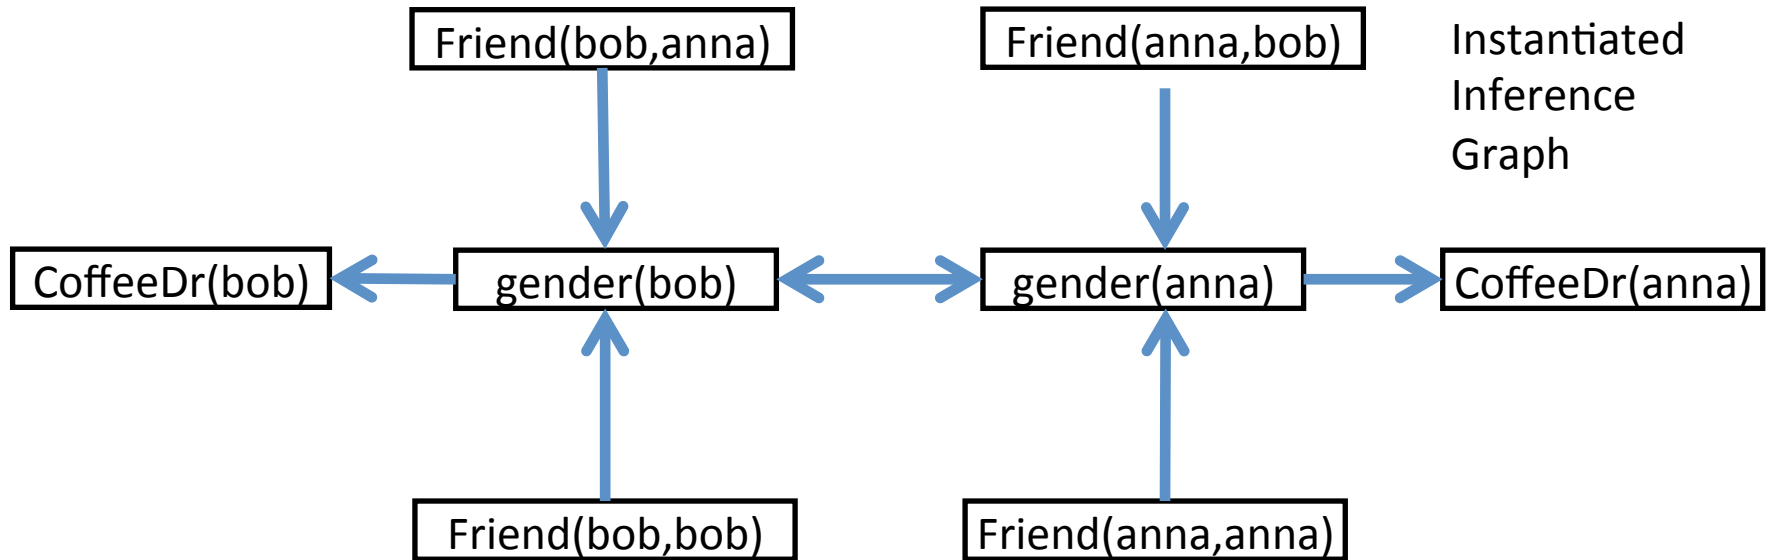 Friend(bob,anna)
Friend(anna,bob)
Instantiated
Inference
Graph
CoffeeDr(bob)
gender(bob)
gender(anna)
CoffeeDr(anna)
Friend(bob,bob)
Friend(anna,anna)